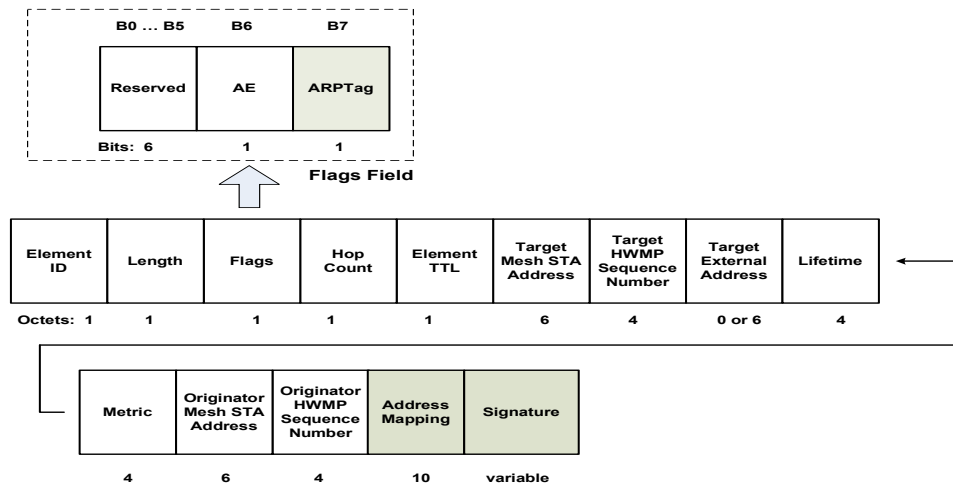 B0 ... B5 B6 B7
Reserved AE ARPTag
Bits: 6 1 1
Flags Field
Element ID Length Flags Hop Count Element TTL Target Mesh STA Address Target HWMP Sequence Number Target External Address Lifetime
Octets: 1 1 1 1 1 6 4 0 or 6 4
Metric Originator Mesh STA Address Originator HWMP Sequence Number Address Mapping Signature
4 6 4 10 variable